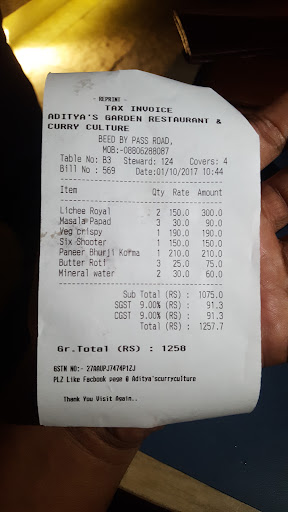 - REPRINT -
TAX INVOICE
ADITYA'S GARDEN RESTAURANT &
CURRY CULTURE
BEED BY PASS ROAD,
MOB:-08806288087
Table No: B3 Steward: 124 Covers: 4
Bill No : 569 Date:01/10/2017 10:44
Item Qty Rate Amount
Lichee Royal 2 150.0 300.0
Masala Papad 3 30.0 90.0
Veg crispy 1 190.0 190.0
Six Shooter 1 150.0 150.0
Paneer Bhurji Korma 1 210.0 210.0
Butter Roti 3 25.0 75.0
Mineral water 2 30.0 60.0
Sub Total (RS) : 1075.0
SGST 9.00% (RS) : 91.3
CGST 9.00% (RS) : 91.3
Total (RS) : 1257.7
Gr.Total (RS) : 1258
GSTN NO:- 27AAUPJ7474P1ZJ
PLZ Like Facbook page @ Aditya'scurryculture
Thank You Visit Again..